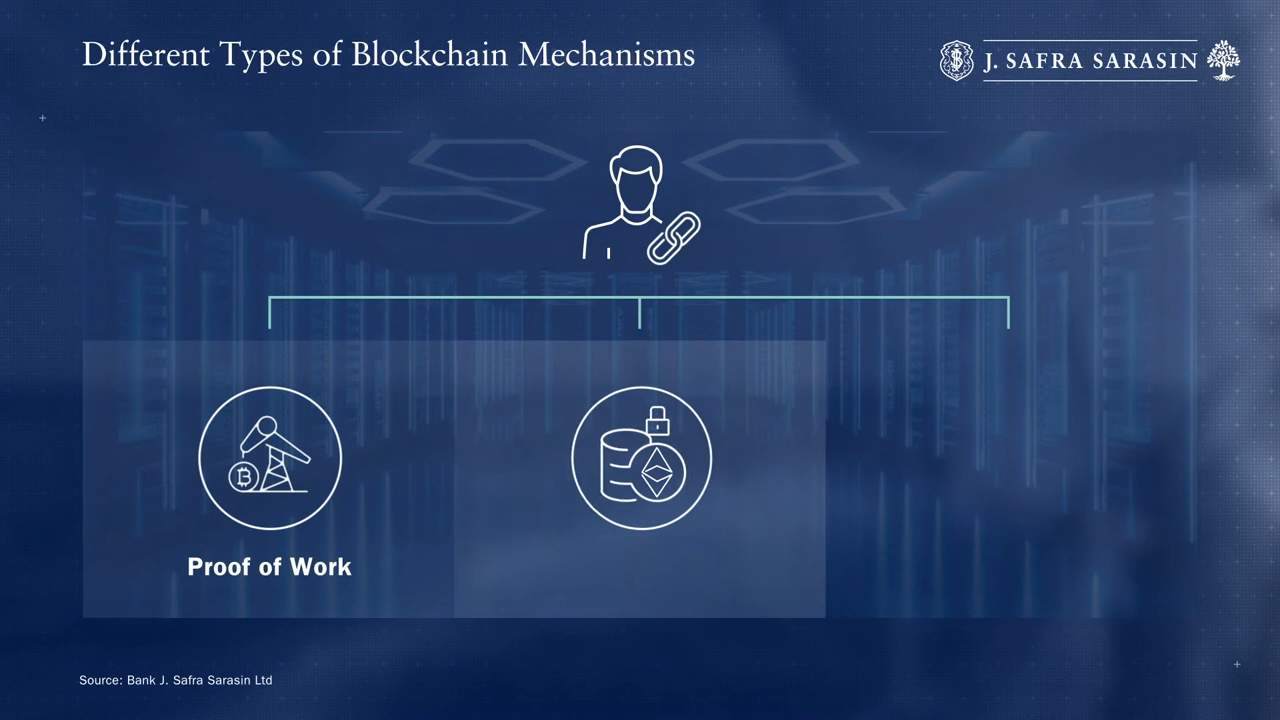 Different Types of Blockchain Mechanisms
J. SAFRA SARASIN
Proof of Work
Source: Bank J. Safra Sarasin Ltd